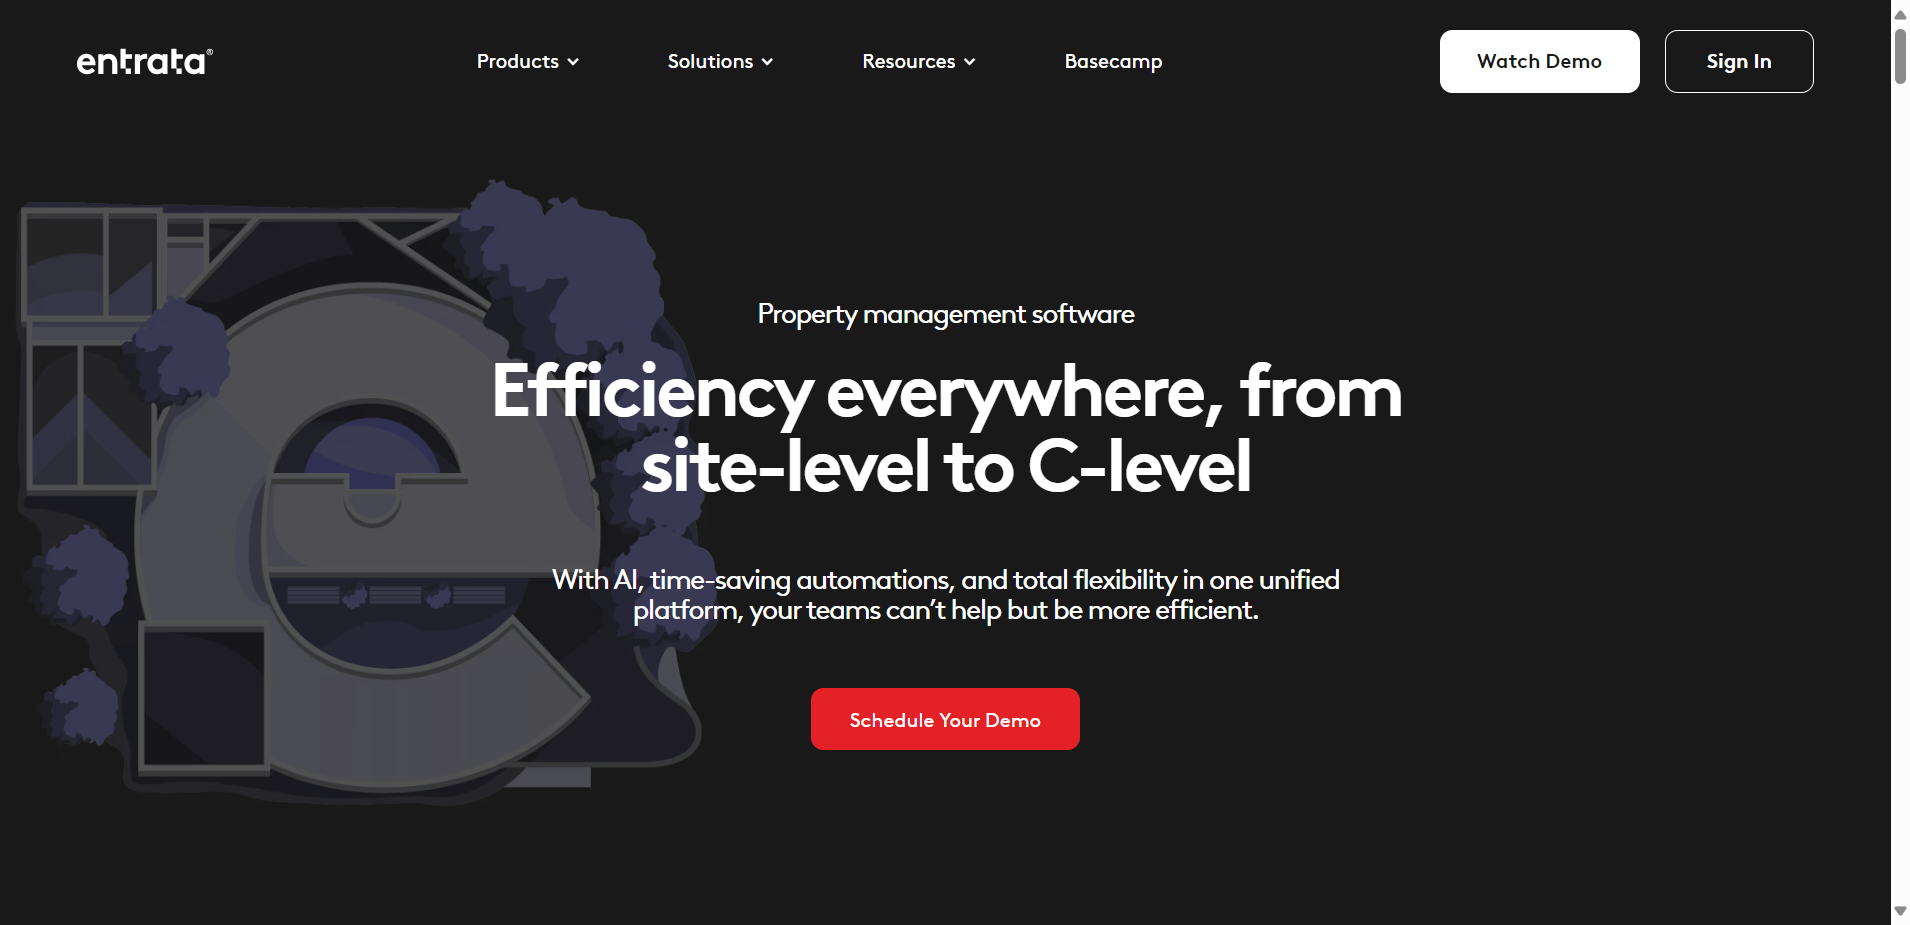 entrata®
Products
Solutions
Resources
Basecamp
Watch Demo
Sign In
Property management software
Efficiency everywhere, from
site-level to C-level
With AI, time-saving automations, and total flexibility in one unified
platform, your teams can’t help but be more efficient.
Schedule Your Demo